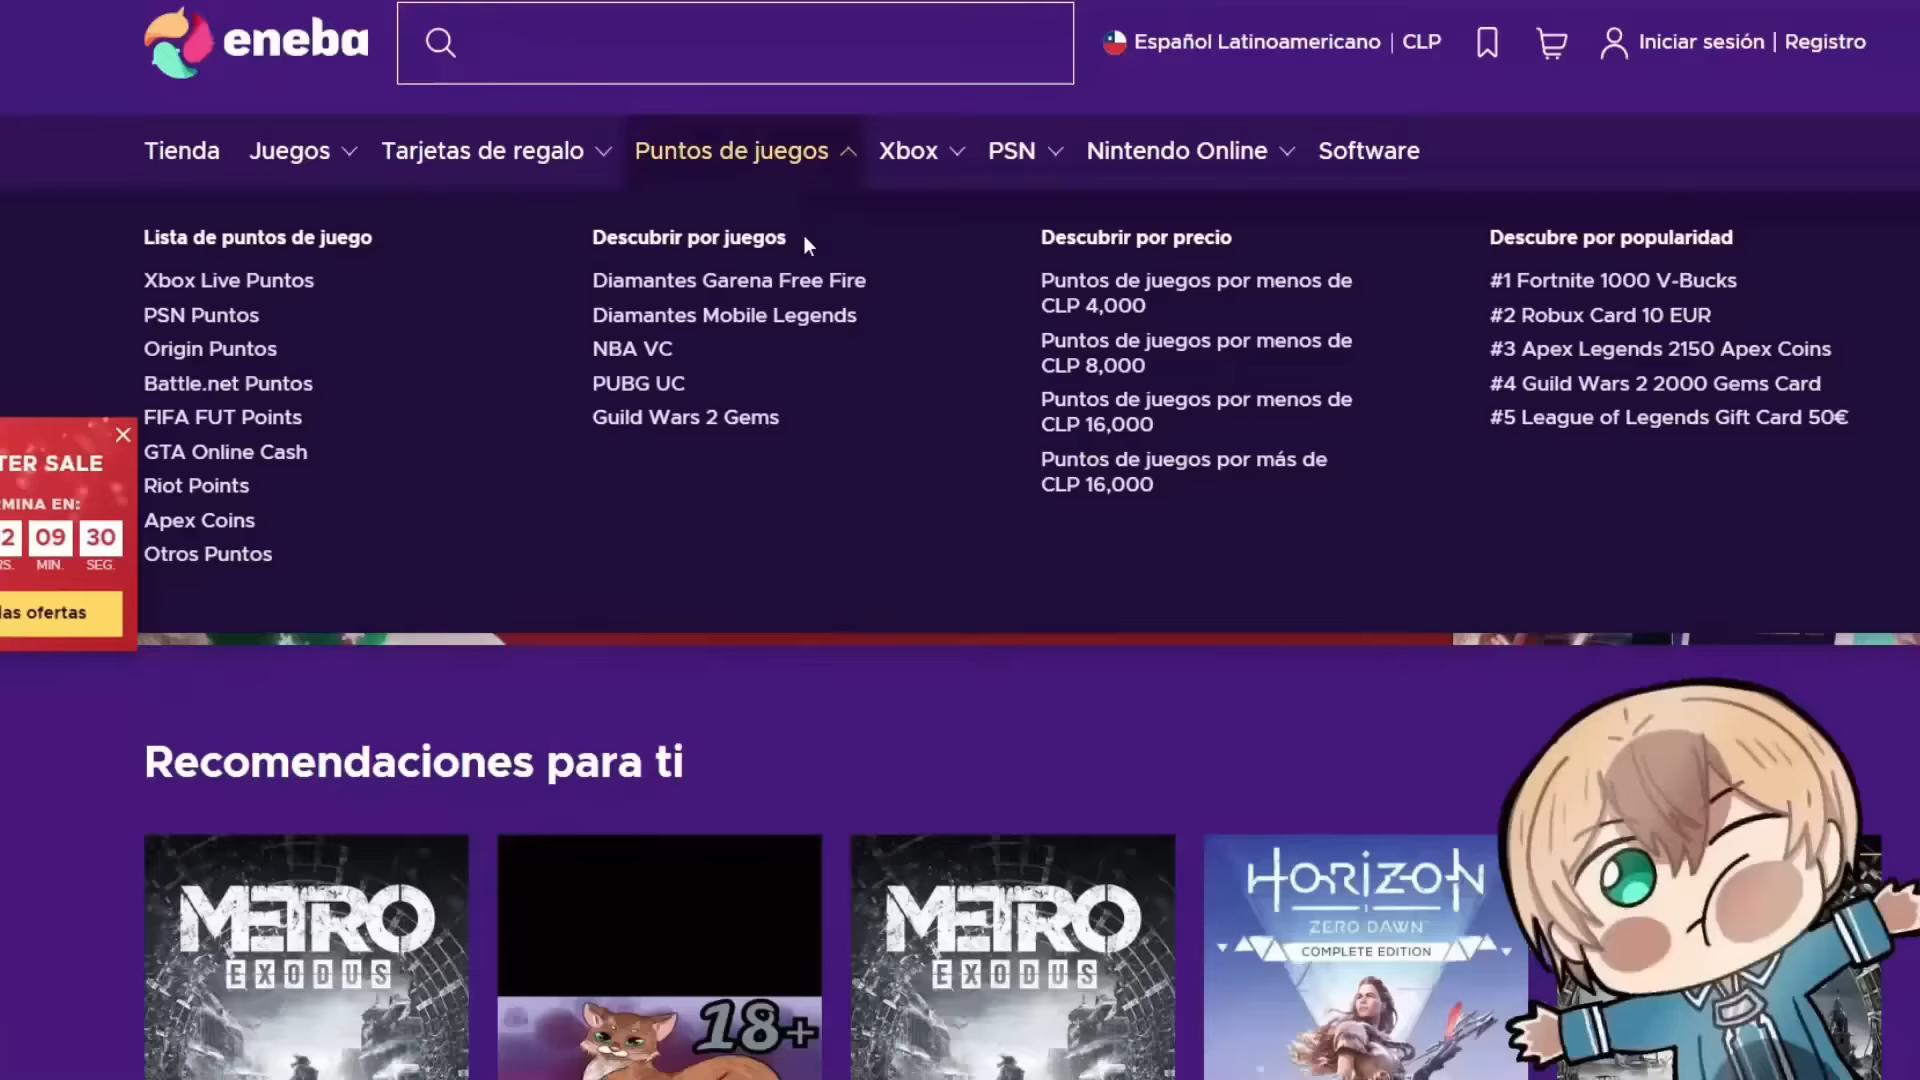 eneba
Español Latinoamericano | CLP
Iniciar sesión | Registro
Tienda
Juegos
Tarjetas de regalo
Puntos de juegos
Xbox
PSN
Nintendo Online
Software
Lista de puntos de juego
Xbox Live Puntos
PSN Puntos
Origin Puntos
Battle.net Puntos
FIFA FUT Points
GTA Online Cash
Riot Points
Apex Coins
Otros Puntos
Descubrir por juegos
Diamantes Garena Free Fire
Diamantes Mobile Legends
NBA VC
PUBG UC
Guild Wars 2 Gems
Descubrir por precio
Puntos de juegos por menos de
CLP 4,000
Puntos de juegos por menos de
CLP 8,000
Puntos de juegos por menos de
CLP 16,000
Puntos de juegos por más de
CLP 16,000
Descubre por popularidad
#1 Fortnite 1000 V-Bucks
#2 Robux Card 10 EUR
#3 Apex Legends 2150 Apex Coins
#4 Guild Wars 2 2000 Gems Card
#5 League of Legends Gift Card 50€
TER SALE
MINA EN:
2 09 30
RS. MIN. SEG.
las ofertas
Recomendaciones para ti
METRO
EXODUS
18+
METRO
EXODUS
HORIZON
ZERO DAWN
COMPLETE EDITION